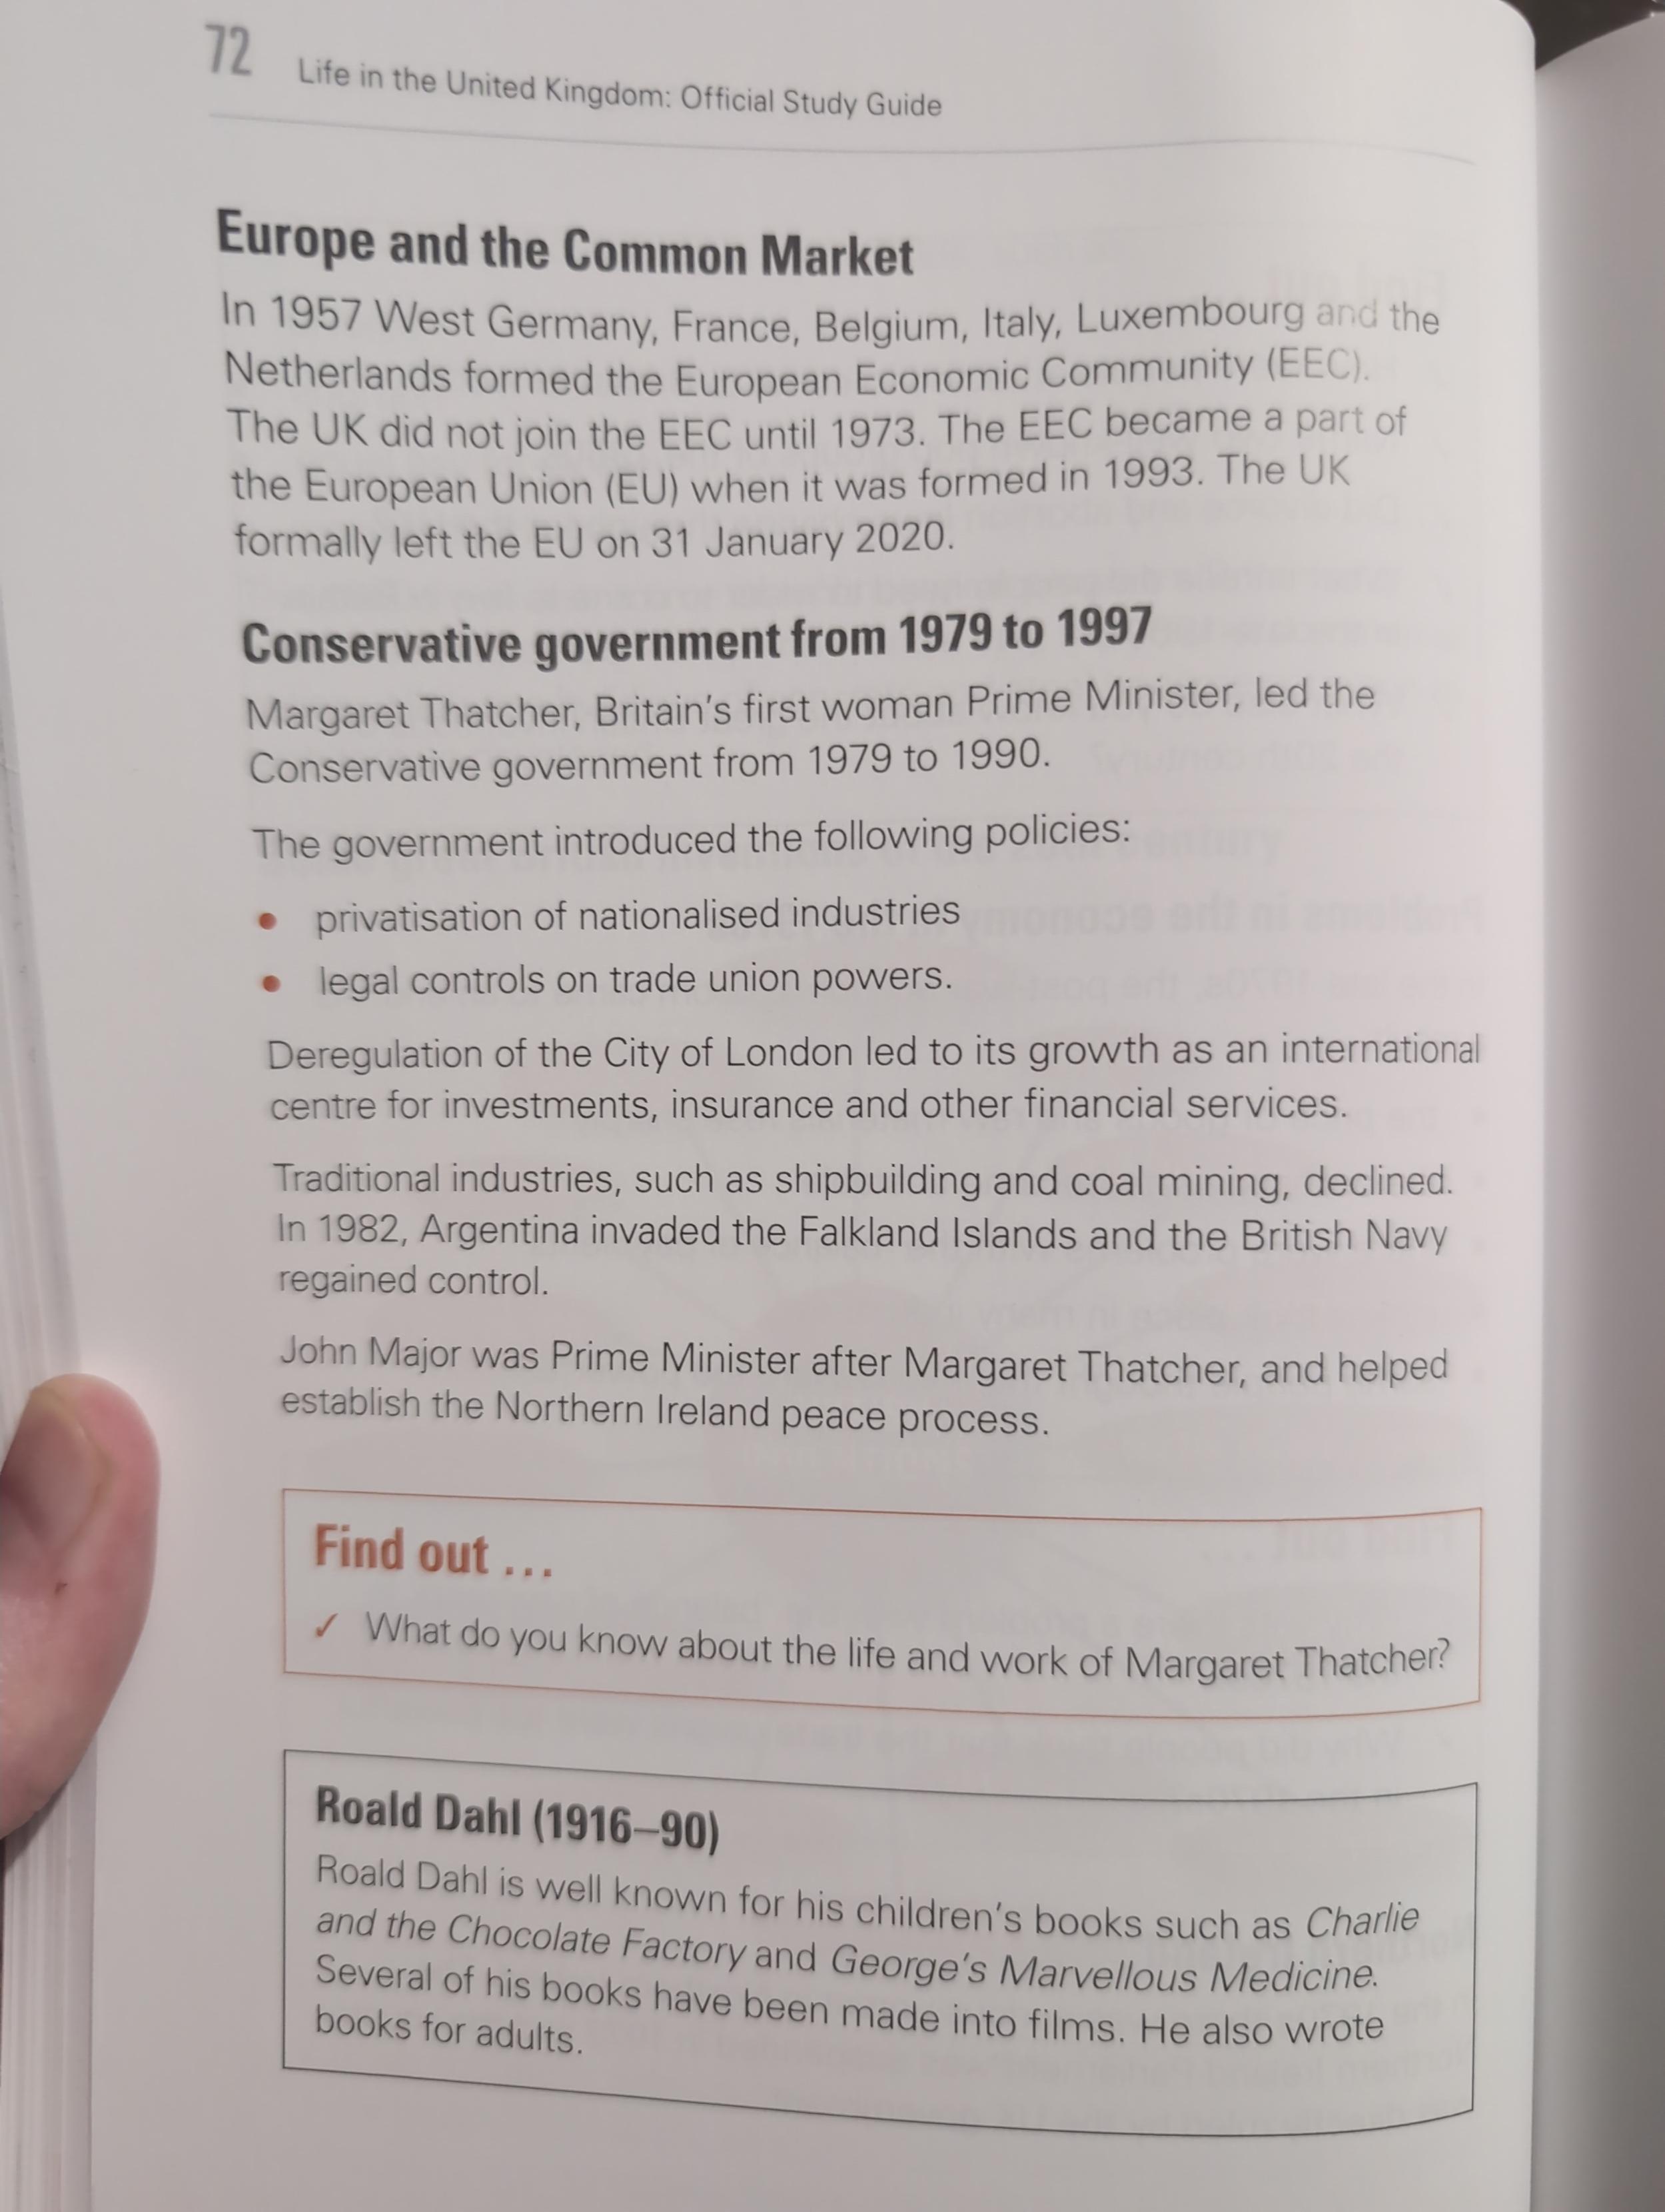 72 Life in the United Kingdom: Official Study Guide
Europe and the Common Market
In 1957 West Germany, France, Belgium, Italy, Luxembourg and the
Netherlands formed the European Economic Community (EEC).
The UK did not join the EEC until 1973. The EEC became a part of
the European Union (EU) when it was formed in 1993. The UK
formally left the EU on 31 January 2020.
Conservative government from 1979 to 1997
Margaret Thatcher, Britain's first woman Prime Minister, led the
Conservative government from 1979 to 1990.
The government introduced the following policies:
• privatisation of nationalised industries
• legal controls on trade union powers.
Deregulation of the City of London led to its growth as an international
centre for investments, insurance and other financial services.
Traditional industries, such as shipbuilding and coal mining, declined.
In 1982, Argentina invaded the Falkland Islands and the British Navy
regained control.
John Major was Prime Minister after Margaret Thatcher, and helped
establish the Northern Ireland peace process.
Find out ...
✓ What do you know about the life and work of Margaret Thatcher?
Roald Dahl (1916–90)
Roald Dahl is well known for his children's books such as Charlie
and the Chocolate Factory and George's Marvellous Medicine.
Several of his books have been made into films. He also wrote
books for adults.